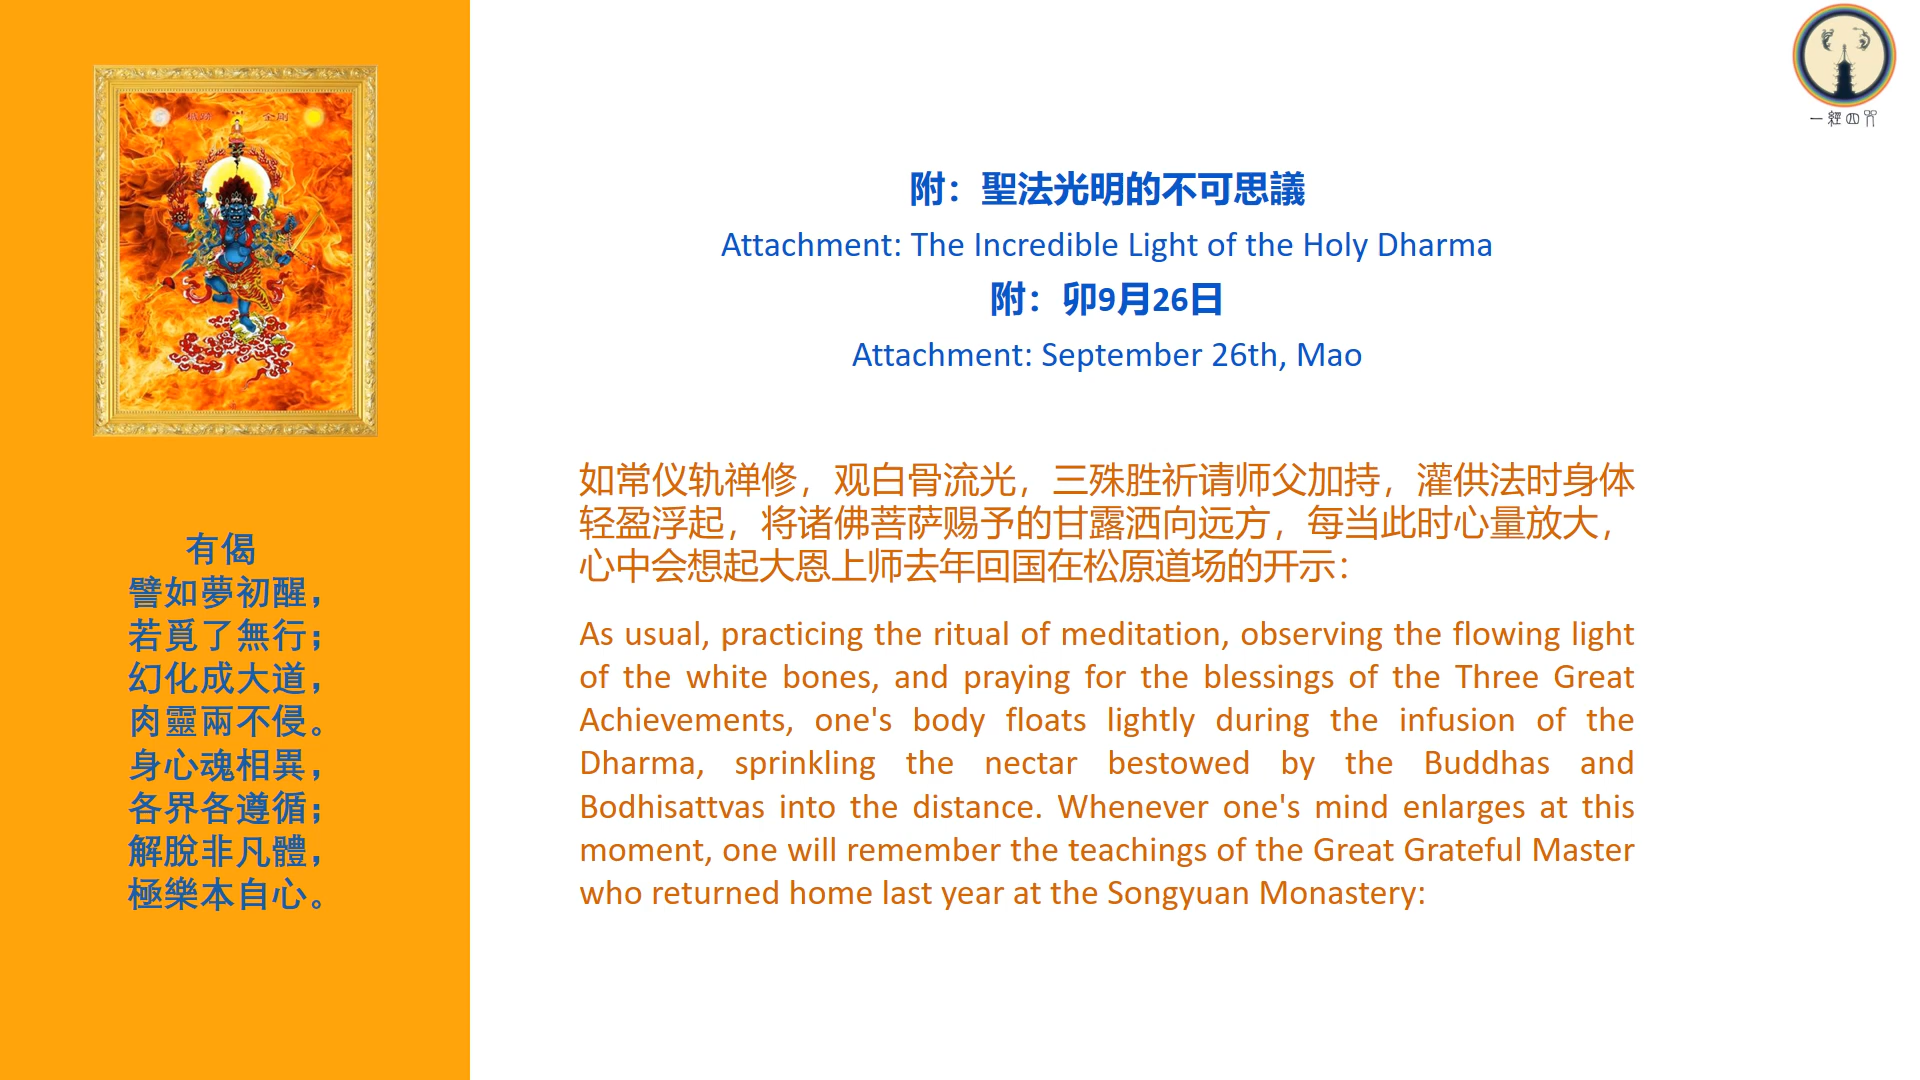 一經四咒
附：聖法光明的不可思議
Attachment: The Incredible Light of the Holy Dharma
附：卯9月26日
Attachment: September 26th, Mao
如常仪轨禅修，观白骨流光，三殊胜祈请师父加持，灌供法时身体
轻盈浮起，将诸佛菩萨赐予的甘露洒向远方，每当此时心量放大，
心中会想起大恩上师去年回国在松原道场的开示：
As usual, practicing the ritual of meditation, observing the flowing light
of the white bones, and praying for the blessings of the Three Great
Achievements, one's body floats lightly during the infusion of the
Dharma, sprinkling the nectar bestowed by the Buddhas and
Bodhisattvas into the distance. Whenever one's mind enlarges at this
moment, one will remember the teachings of the Great Grateful Master
who returned home last year at the Songyuan Monastery:
有偈
譬如夢初醒，
若覓了無行；
幻化成大道，
肉靈兩不侵。
身心魂相異，
各界各遵循；
解脫非凡體，
極樂本自心。